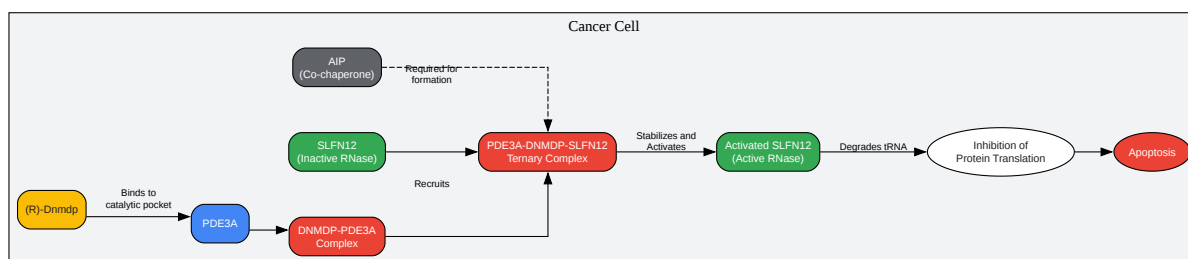 Cancer Cell
AIP
(Co-chaperone)
Required for
formation
SLFN12
(Inactive RNase)
PDE3A-DNMDP-SLFN12
Ternary Complex
Stabilizes and
Activates
Activated SLFN12
(Active RNase)
Degrades tRNA
Inhibition of
Protein Translation
Apoptosis
Recruits
(R)-Dnmdp
Binds to
catalytic pocket
PDE3A
DNMDP-PDE3A
Complex